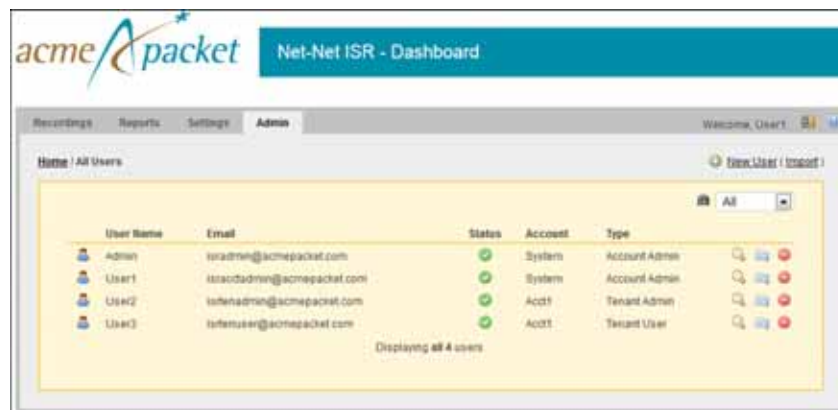 acme packet
Net-Net ISR - Dashboard
Recordings Reports Settings Admin Welcome, User1
Home / All Users New User ( Import )
All
User Name Email Status Account Type
Admin isradmin@acmepacket.com System Account Admin
User1 isracctadmin@acmepacket.com System Account Admin
User2 isrtenadmin@acmepacket.com Acct1 Tenant Admin
User3 isrtenuser@acmepacket.com Acct1 Tenant User
Displaying all 4 users